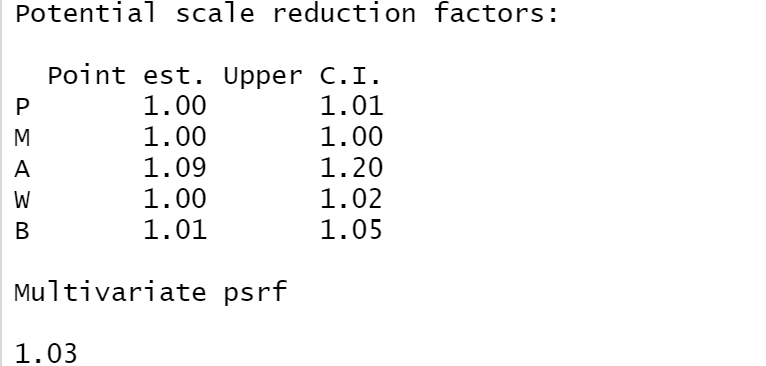 Potential scale reduction factors:
Point est. Upper C.I.
P 1.00 1.01
M 1.00 1.00
A 1.09 1.20
W 1.00 1.02
B 1.01 1.05
Multivariate psrf
1.03